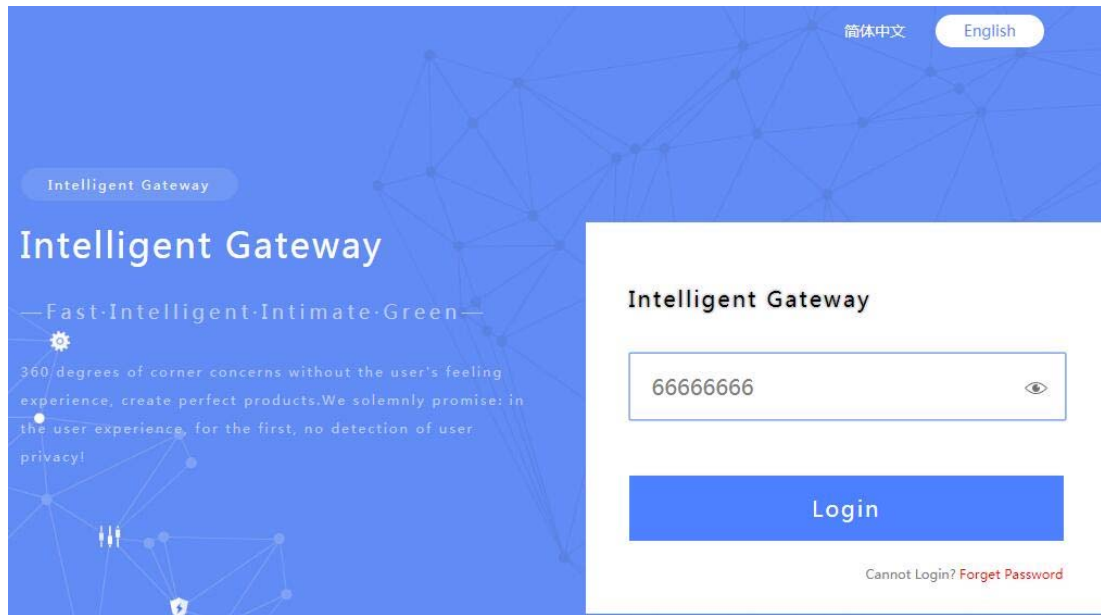 简体中文
English
Intelligent Gateway
Intelligent Gateway
—Fast·Intelligent·Intimate·Green—
360 degrees of corner concerns without the user's feeling
experience, create perfect products.We solemnly promise: in
the user experience, for the first, no detection of user
privacy!
Intelligent Gateway
66666666
Login
Cannot Login? Forget Password